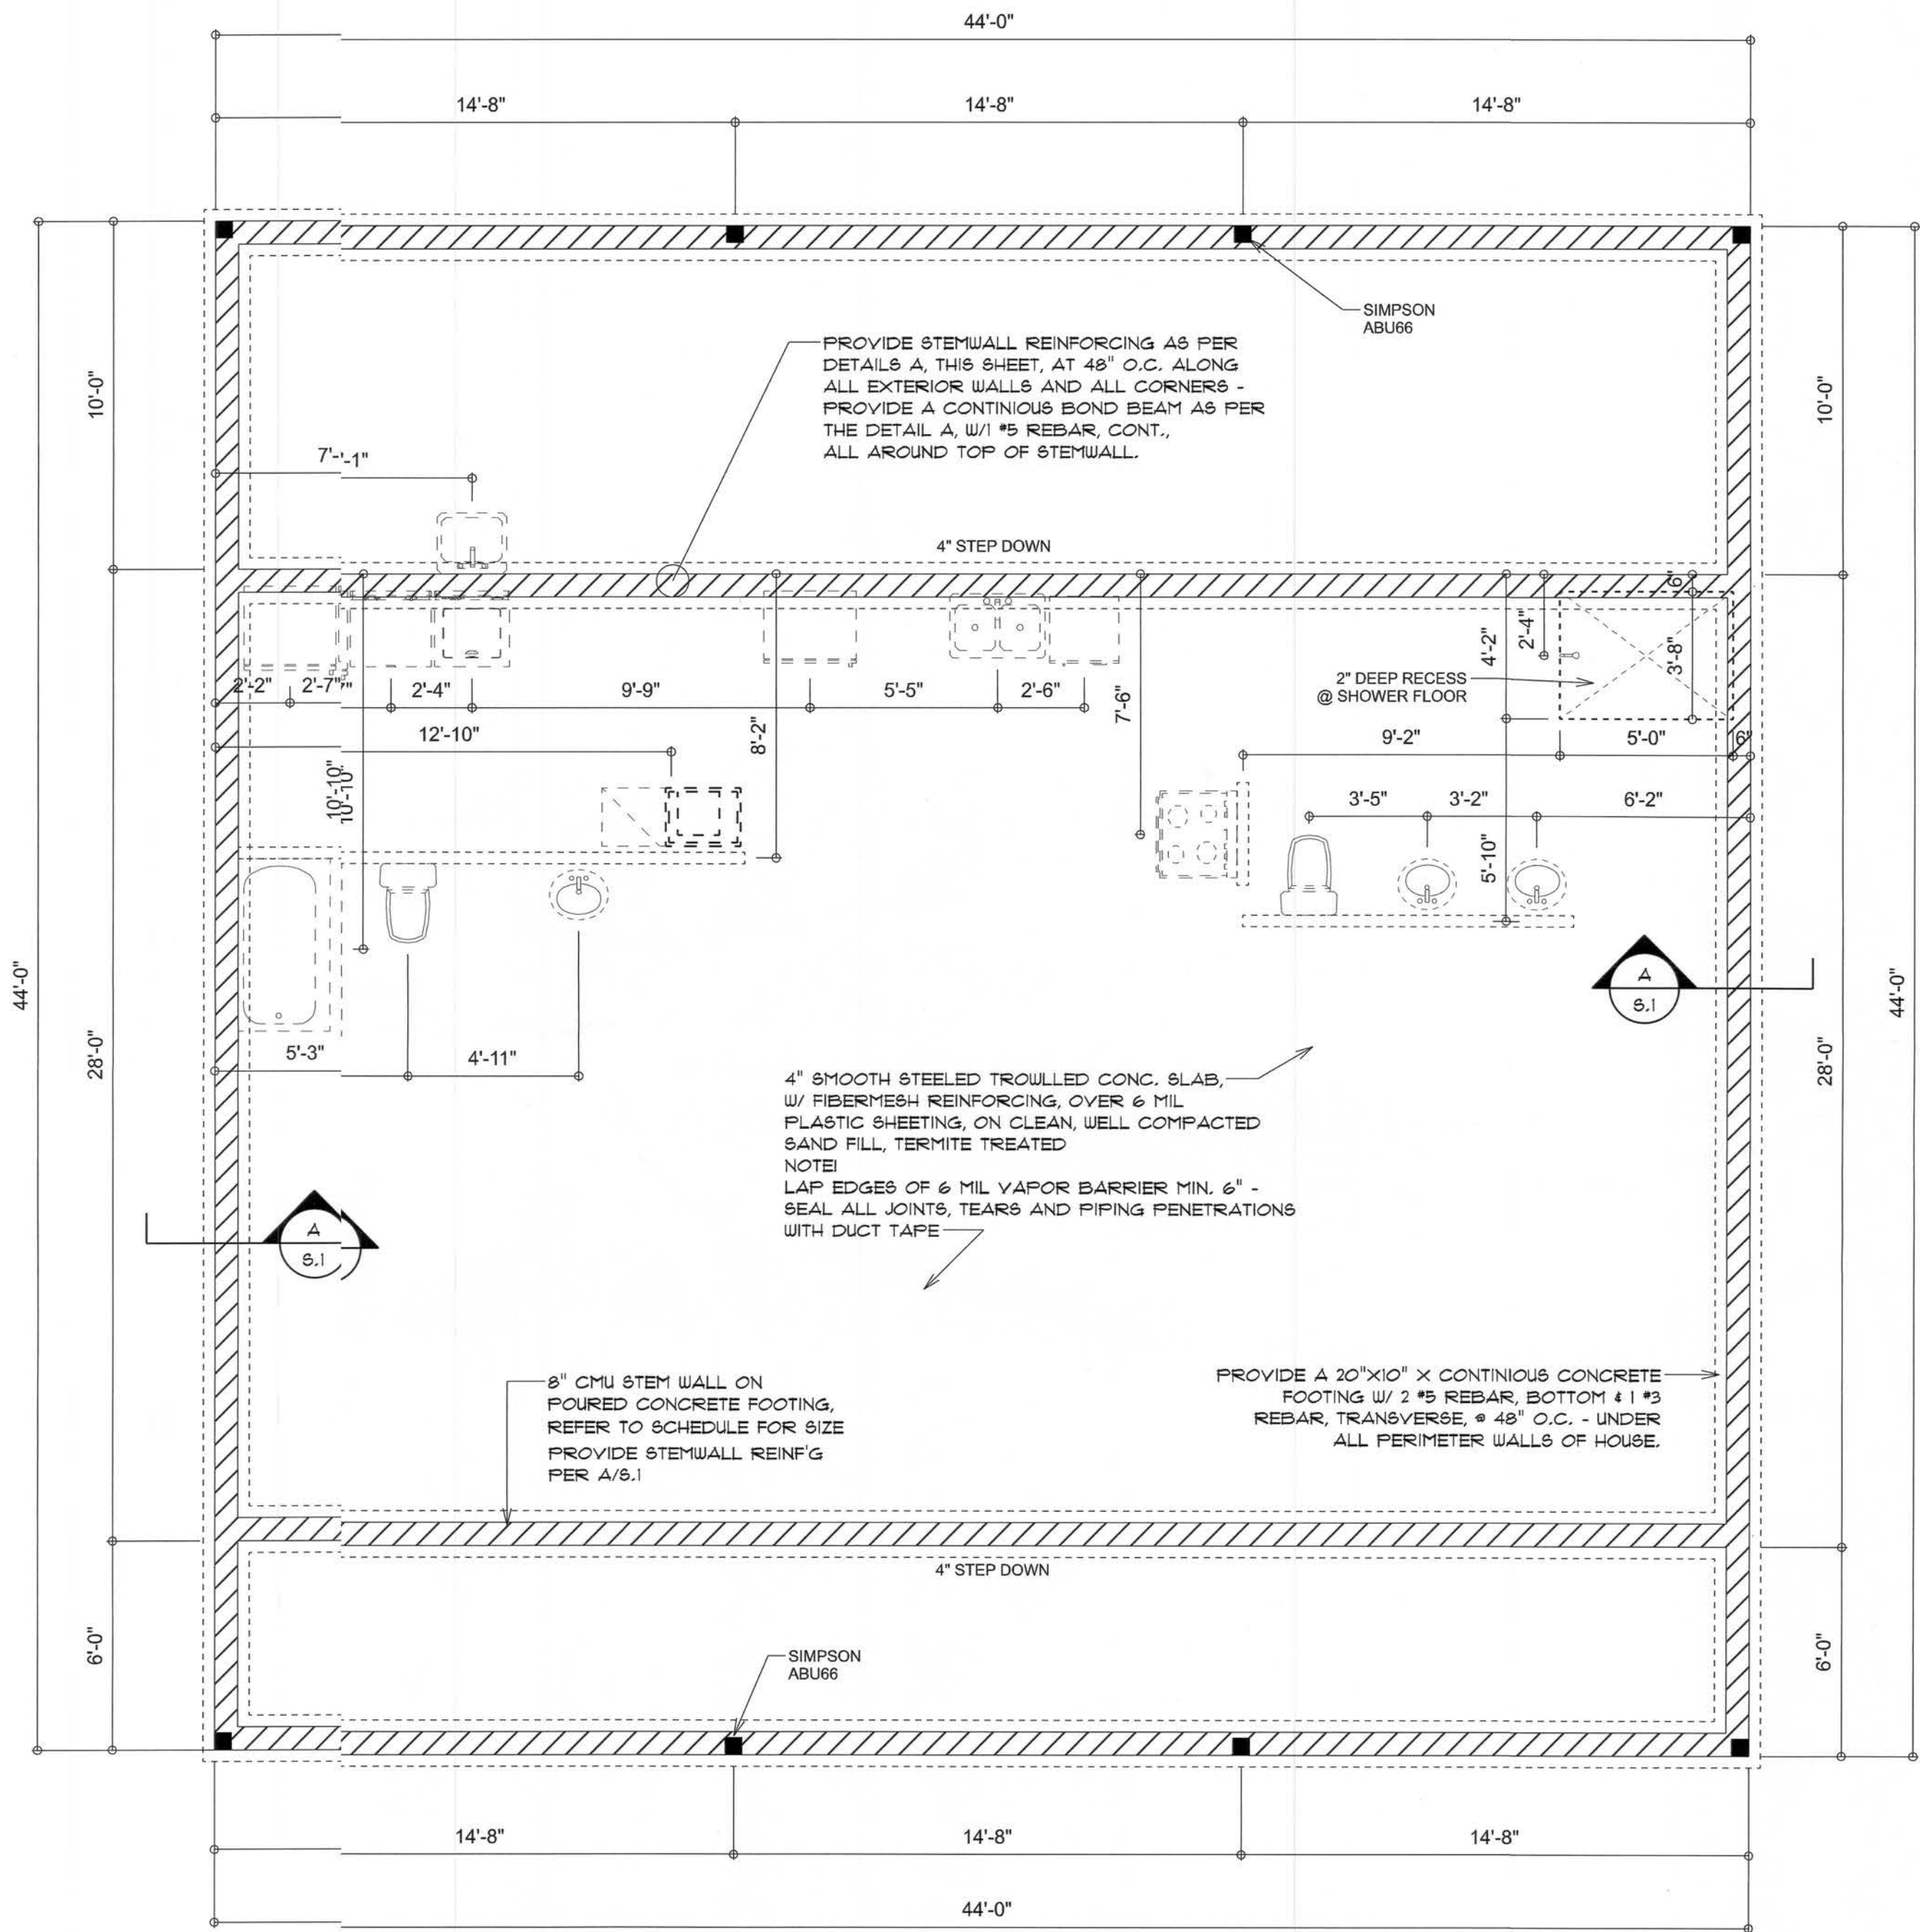 44'-0"
14'-8" 14'-8" 14'-8"
SIMPSON
ABU66
PROVIDE STEMWALL REINFORCING AS PER
DETAILS A, THIS SHEET, AT 48" O.C. ALONG
ALL EXTERIOR WALLS AND ALL CORNERS -
PROVIDE A CONTINIOUS BOND BEAM AS PER
THE DETAIL A, W/1 #5 REBAR, CONT.,
ALL AROUND TOP OF STEMWALL.
10'-0"
10'-0"
7'-'-1"
4" STEP DOWN
6"
2'-4"
4'-2"
3'-8"
2" DEEP RECESS
@ SHOWER FLOOR
2'-2" 2'-7" 2'-4" 9'-9" 5'-5" 2'-6"
7'-6"
12'-10"
8'-2"
9'-2" 5'-0" 6"
10'-10"
10'-10"
3'-5" 3'-2" 6'-2"
5'-10"
44'-0"
A
S.1
44'-0"
28'-0"
5'-3" 4'-11"
28'-0"
4" SMOOTH STEELED TROWLLED CONC. SLAB,
W/ FIBERMESH REINFORCING, OVER 6 MIL
PLASTIC SHEETING, ON CLEAN, WELL COMPACTED
SAND FILL, TERMITE TREATED
NOTE!
LAP EDGES OF 6 MIL VAPOR BARRIER MIN. 6" -
SEAL ALL JOINTS, TEARS AND PIPING PENETRATIONS
WITH DUCT TAPE
A
S.1
8" CMU STEM WALL ON
POURED CONCRETE FOOTING,
REFER TO SCHEDULE FOR SIZE
PROVIDE STEMWALL REINF'G
PER A/S.1
PROVIDE A 20"X10" X CONTINIOUS CONCRETE
FOOTING W/ 2 #5 REBAR, BOTTOM & 1 #3
REBAR, TRANSVERSE, @ 48" O.C. - UNDER
ALL PERIMETER WALLS OF HOUSE.
4" STEP DOWN
6'-0"
6'-0"
SIMPSON
ABU66
14'-8" 14'-8" 14'-8"
44'-0"